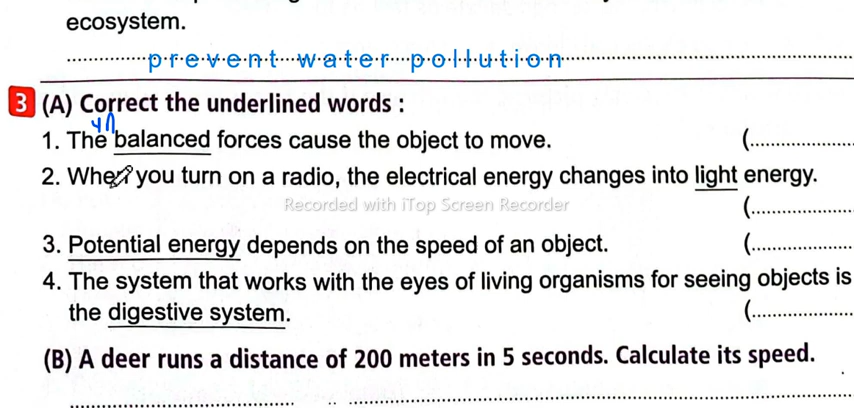 ecosystem.
prevent water pollution
3 (A) Correct the underlined words :
un
1. The balanced forces cause the object to move. (
2. When you turn on a radio, the electrical energy changes into light energy.
Recorded with iTop Screen Recorder
(
3. Potential energy depends on the speed of an object. (
4. The system that works with the eyes of living organisms for seeing objects is
the digestive system. (
(B) A deer runs a distance of 200 meters in 5 seconds. Calculate its speed.